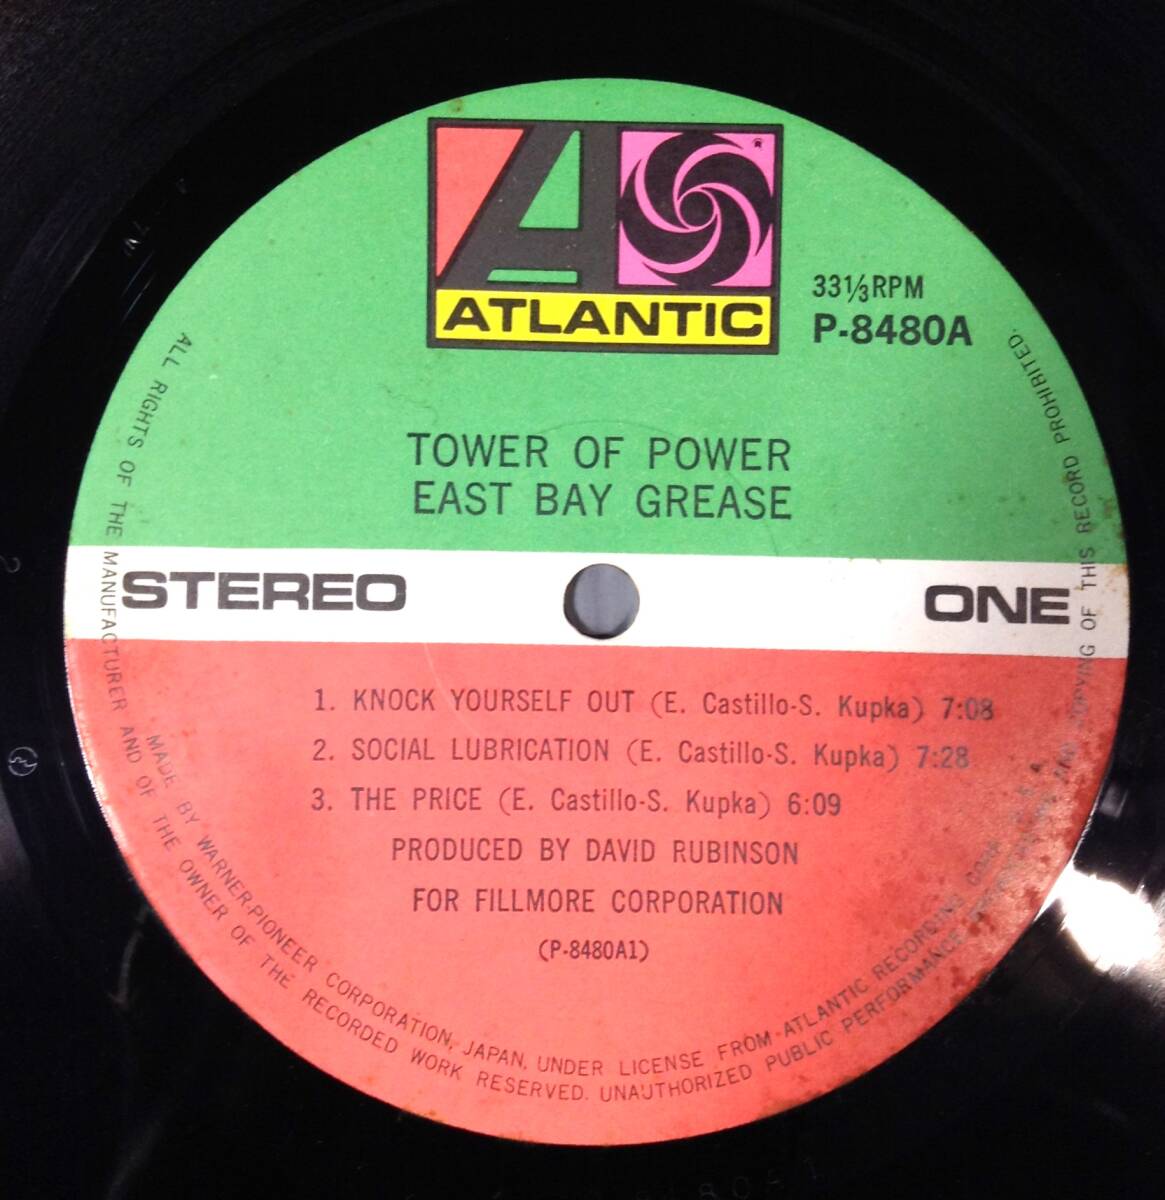 ATLANTIC
®
33⅓RPM
P-8480A
TOWER OF POWER
EAST BAY GREASE
STEREO
ONE
1. KNOCK YOURSELF OUT (E. Castillo-S. Kupka) 7:08
2. SOCIAL LUBRICATION (E. Castillo-S. Kupka) 7:28
3. THE PRICE (E. Castillo-S. Kupka) 6:09
PRODUCED BY DAVID RUBINSON
FOR FILLMORE CORPORATION
(P-8480A1)
MADE BY WARNER-PIONEER CORPORATION, JAPAN, UNDER LICENSE FROM ATLANTIC RECORDING CORP.
ALL RIGHTS OF THE MANUFACTURER AND OF THE OWNER OF THE RECORDED WORK RESERVED. UNAUTHORIZED PUBLIC PERFORMANCE AND COPYING OF THIS RECORD PROHIBITED.